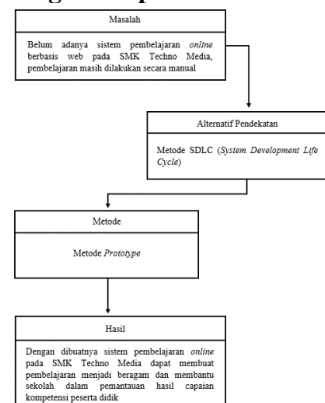 Masalah
Belum adanya sistem pembelajaran online
berbasis web pada SMK Techno Media,
pembelajaran masih dilakukan secara manual
Alternatif Pendekatan
Metode SDLC (System Development Life
Cycle)
Metode
Metode Prototype
Hasil
Dengan dibuatnya sistem pembelajaran online
pada SMK Techno Media dapat membuat
pembelajaran menjadi beragam dan membantu
sekolah dalam pemantauan hasil capaian
kompetensi peserta didik